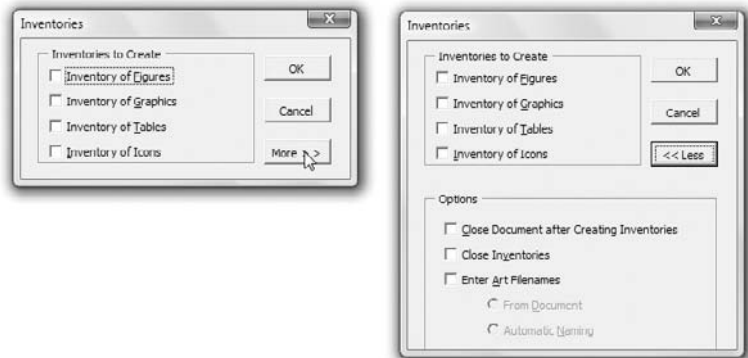 Inventories
Inventories to Create
Inventory of Figures
Inventory of Graphics
Inventory of Tables
Inventory of Icons
OK
Cancel
More >>
Inventories
Inventories to Create
Inventory of Figures
Inventory of Graphics
Inventory of Tables
Inventory of Icons
OK
Cancel
<< Less
Options
Close Document after Creating Inventories
Close Inventories
Enter Art Filenames
From Document
Automatic Naming